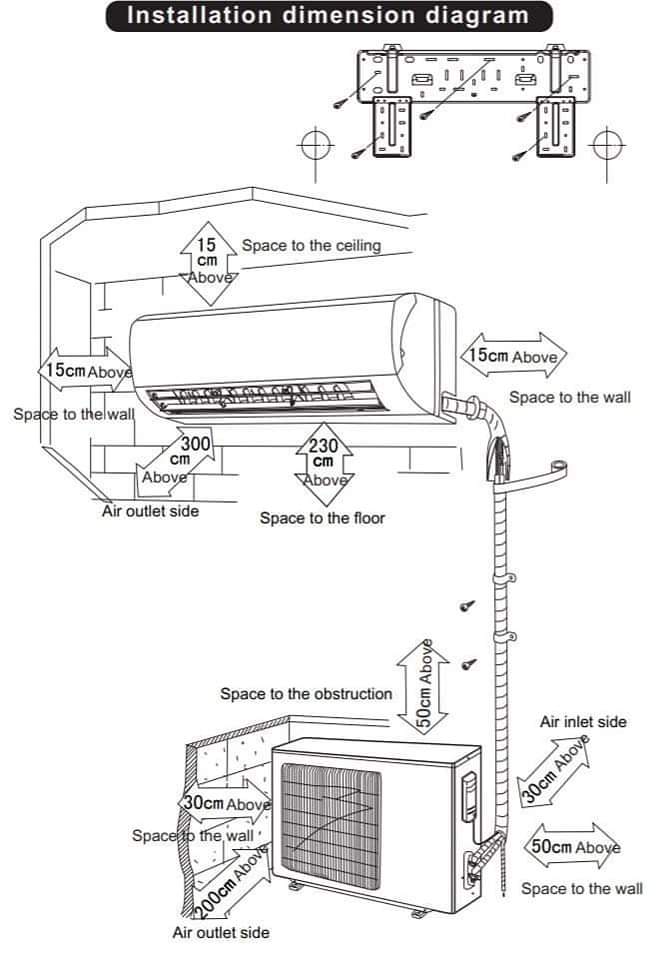 Installation dimension diagram
15
cm
Above
Space to the ceiling
15cm Above
Space to the wall
15cm Above
Space to the wall
300
cm
Above
Air outlet side
230
cm
Above
Space to the floor
50cm Above
Space to the obstruction
Air inlet side
30cm Above
30cm Above
Space to the wall
50cm Above
Space to the wall
200cm Above
Air outlet side